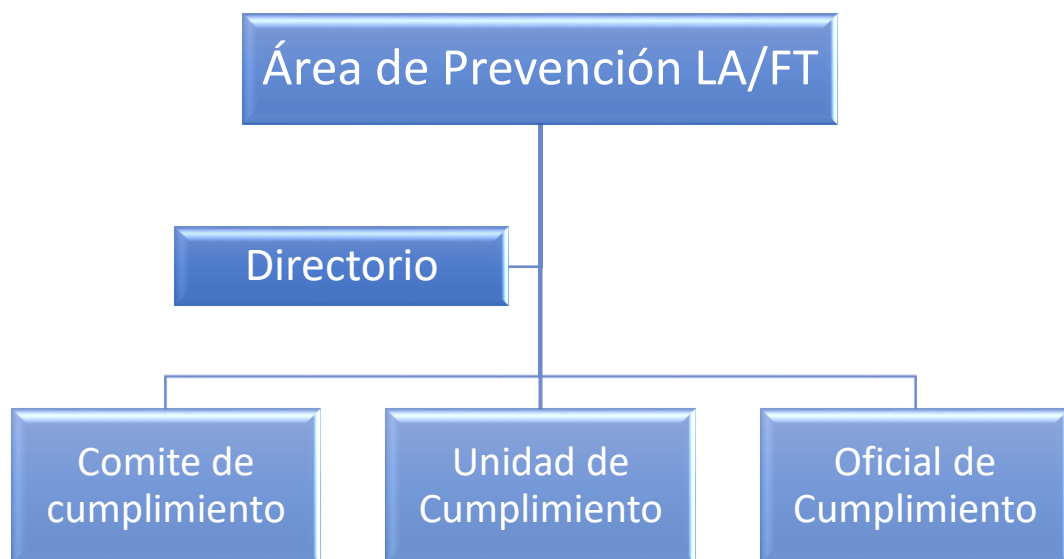 Área de Prevención LA/FT
Directorio
Comite de
cumplimiento
Unidad de
Cumplimiento
Oficial de
Cumplimiento